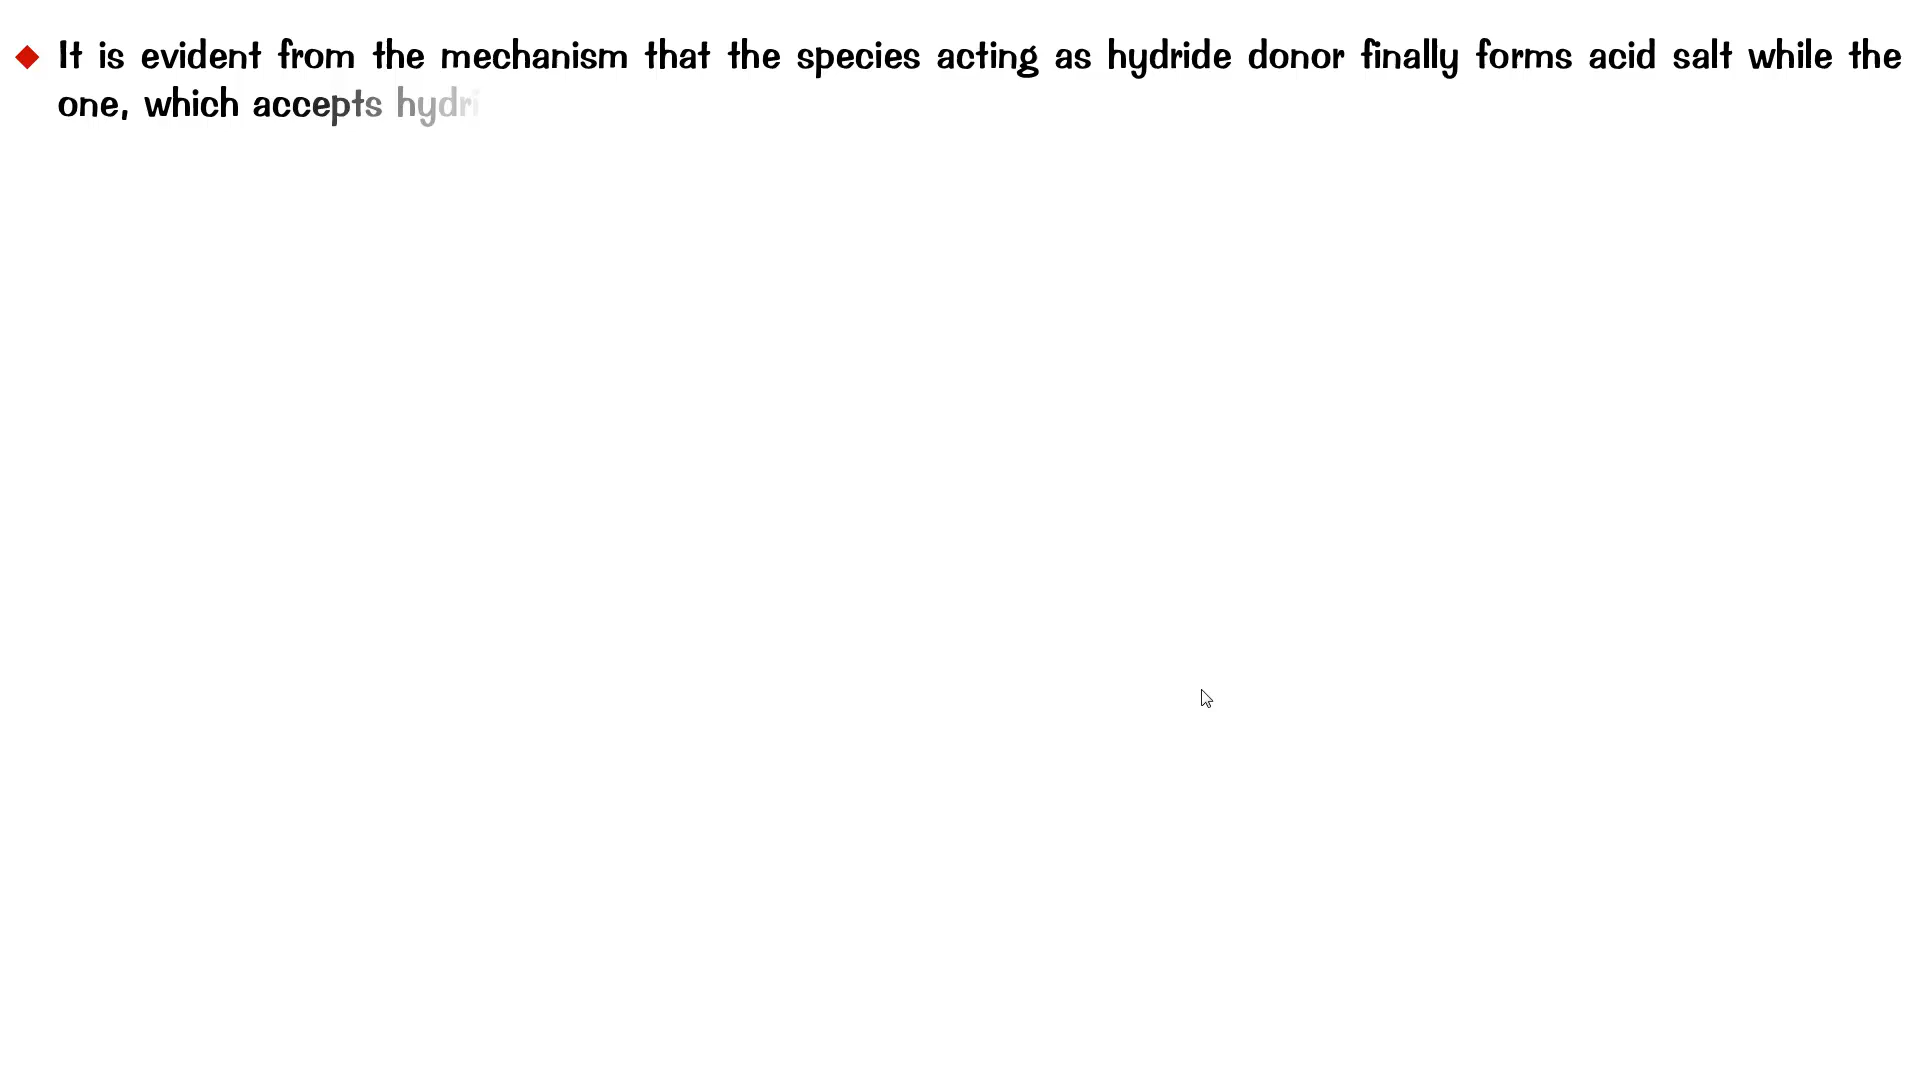 It is evident from the mechanism that the species acting as hydride donor finally forms acid salt while the
one, which accepts hydri